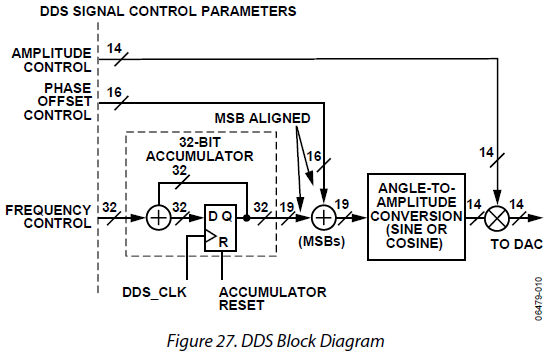 DDS SIGNAL CONTROL PARAMETERS
AMPLITUDE
CONTROL
14
PHASE
OFFSET
CONTROL
16
MSB ALIGNED
32-BIT
ACCUMULATOR
32
16
14
FREQUENCY
CONTROL
32
32
D Q
R
32
19
19
(MSBs)
ANGLE-TO-
AMPLITUDE
CONVERSION
(SINE OR
COSINE)
14
14
TO DAC
DDS_CLK
ACCUMULATOR
RESET
06479-010
Figure 27. DDS Block Diagram